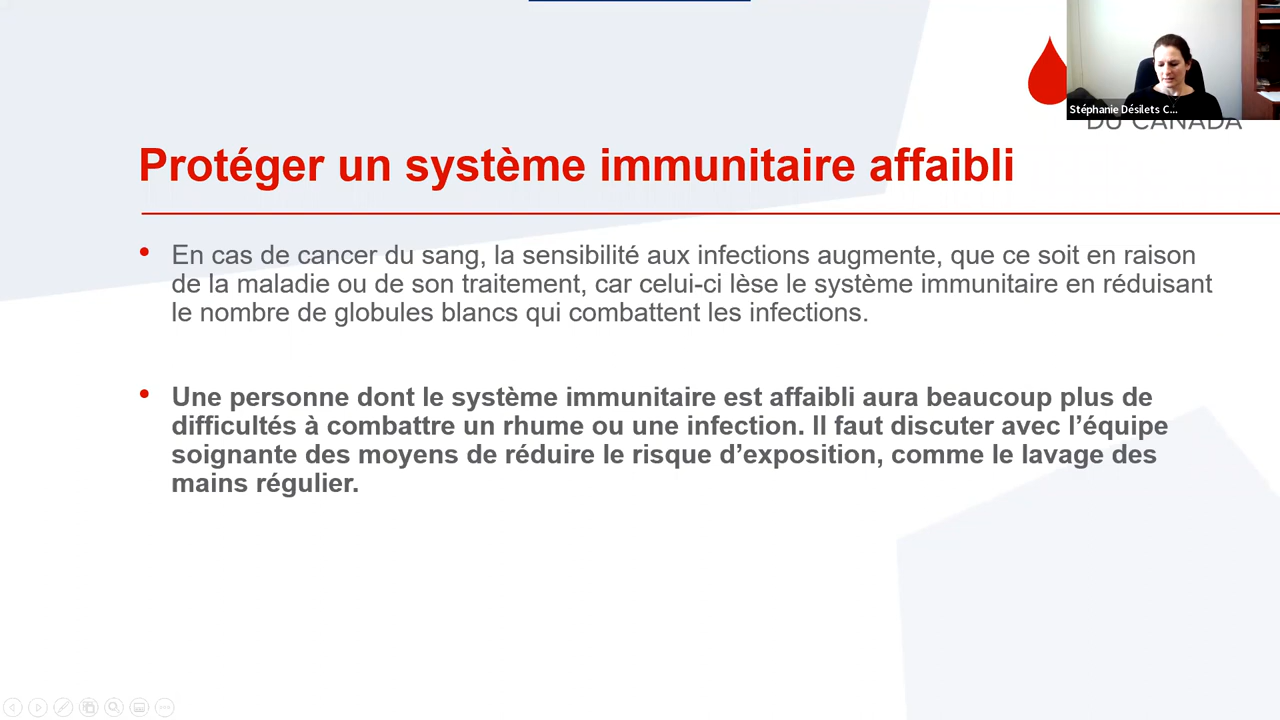 Stéphanie Désilets C...
DU CANADA
Protéger un système immunitaire affaibli
En cas de cancer du sang, la sensibilité aux infections augmente, que ce soit en raison
de la maladie ou de son traitement, car celui-ci lèse le système immunitaire en réduisant
le nombre de globules blancs qui combattent les infections.
Une personne dont le système immunitaire est affaibli aura beaucoup plus de
difficultés à combattre un rhume ou une infection. Il faut discuter avec l’équipe
soignante des moyens de réduire le risque d’exposition, comme le lavage des
mains régulier.